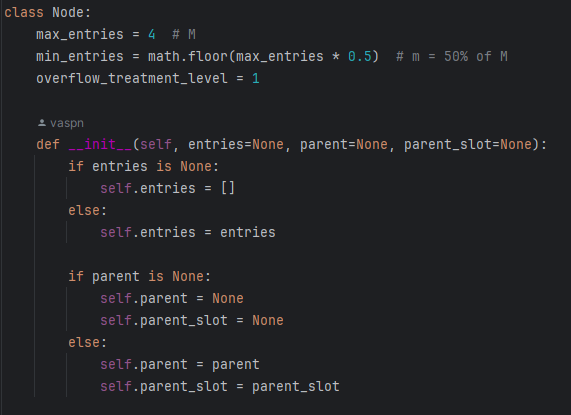 class Node:
    max_entries = 4  # M
    min_entries = math.floor(max_entries * 0.5)  # m = 50% of M
    overflow_treatment_level = 1
    vaspn
    def __init__(self, entries=None, parent=None, parent_slot=None):
        if entries is None:
            self.entries = []
        else:
            self.entries = entries
        if parent is None:
            self.parent = None
            self.parent_slot = None
        else:
            self.parent = parent
            self.parent_slot = parent_slot